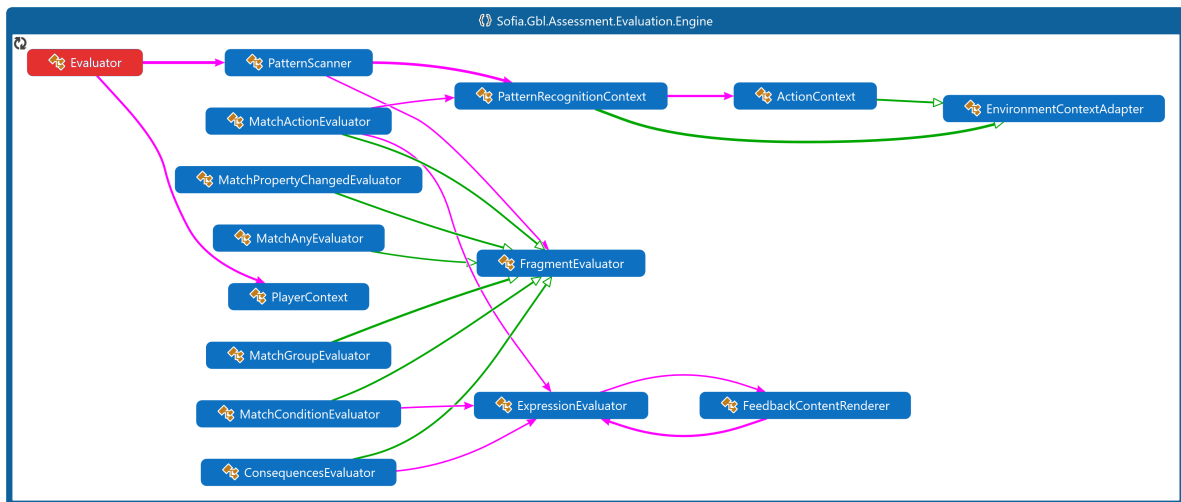 Sofia.Gbl.Assessment.Evaluation.Engine
Evaluator
PatternScanner
PatternRecognitionContext
ActionContext
EnvironmentContextAdapter
MatchActionEvaluator
MatchPropertyChangedEvaluator
MatchAnyEvaluator
FragmentEvaluator
PlayerContext
MatchGroupEvaluator
MatchConditionEvaluator
ExpressionEvaluator
FeedbackContentRenderer
ConsequencesEvaluator